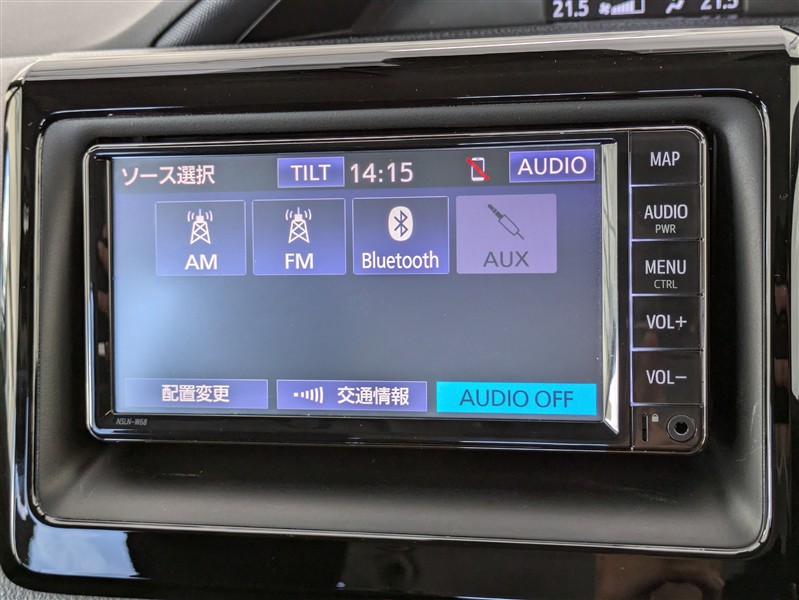 21.5 21.5
ソース選択 TILT 14:15 AUDIO
AM FM Bluetooth AUX
配置変更 交通情報 AUDIO OFF
MAP
AUDIO
PWR
MENU
CTRL
VOL+
VOL-
NSLN-W68